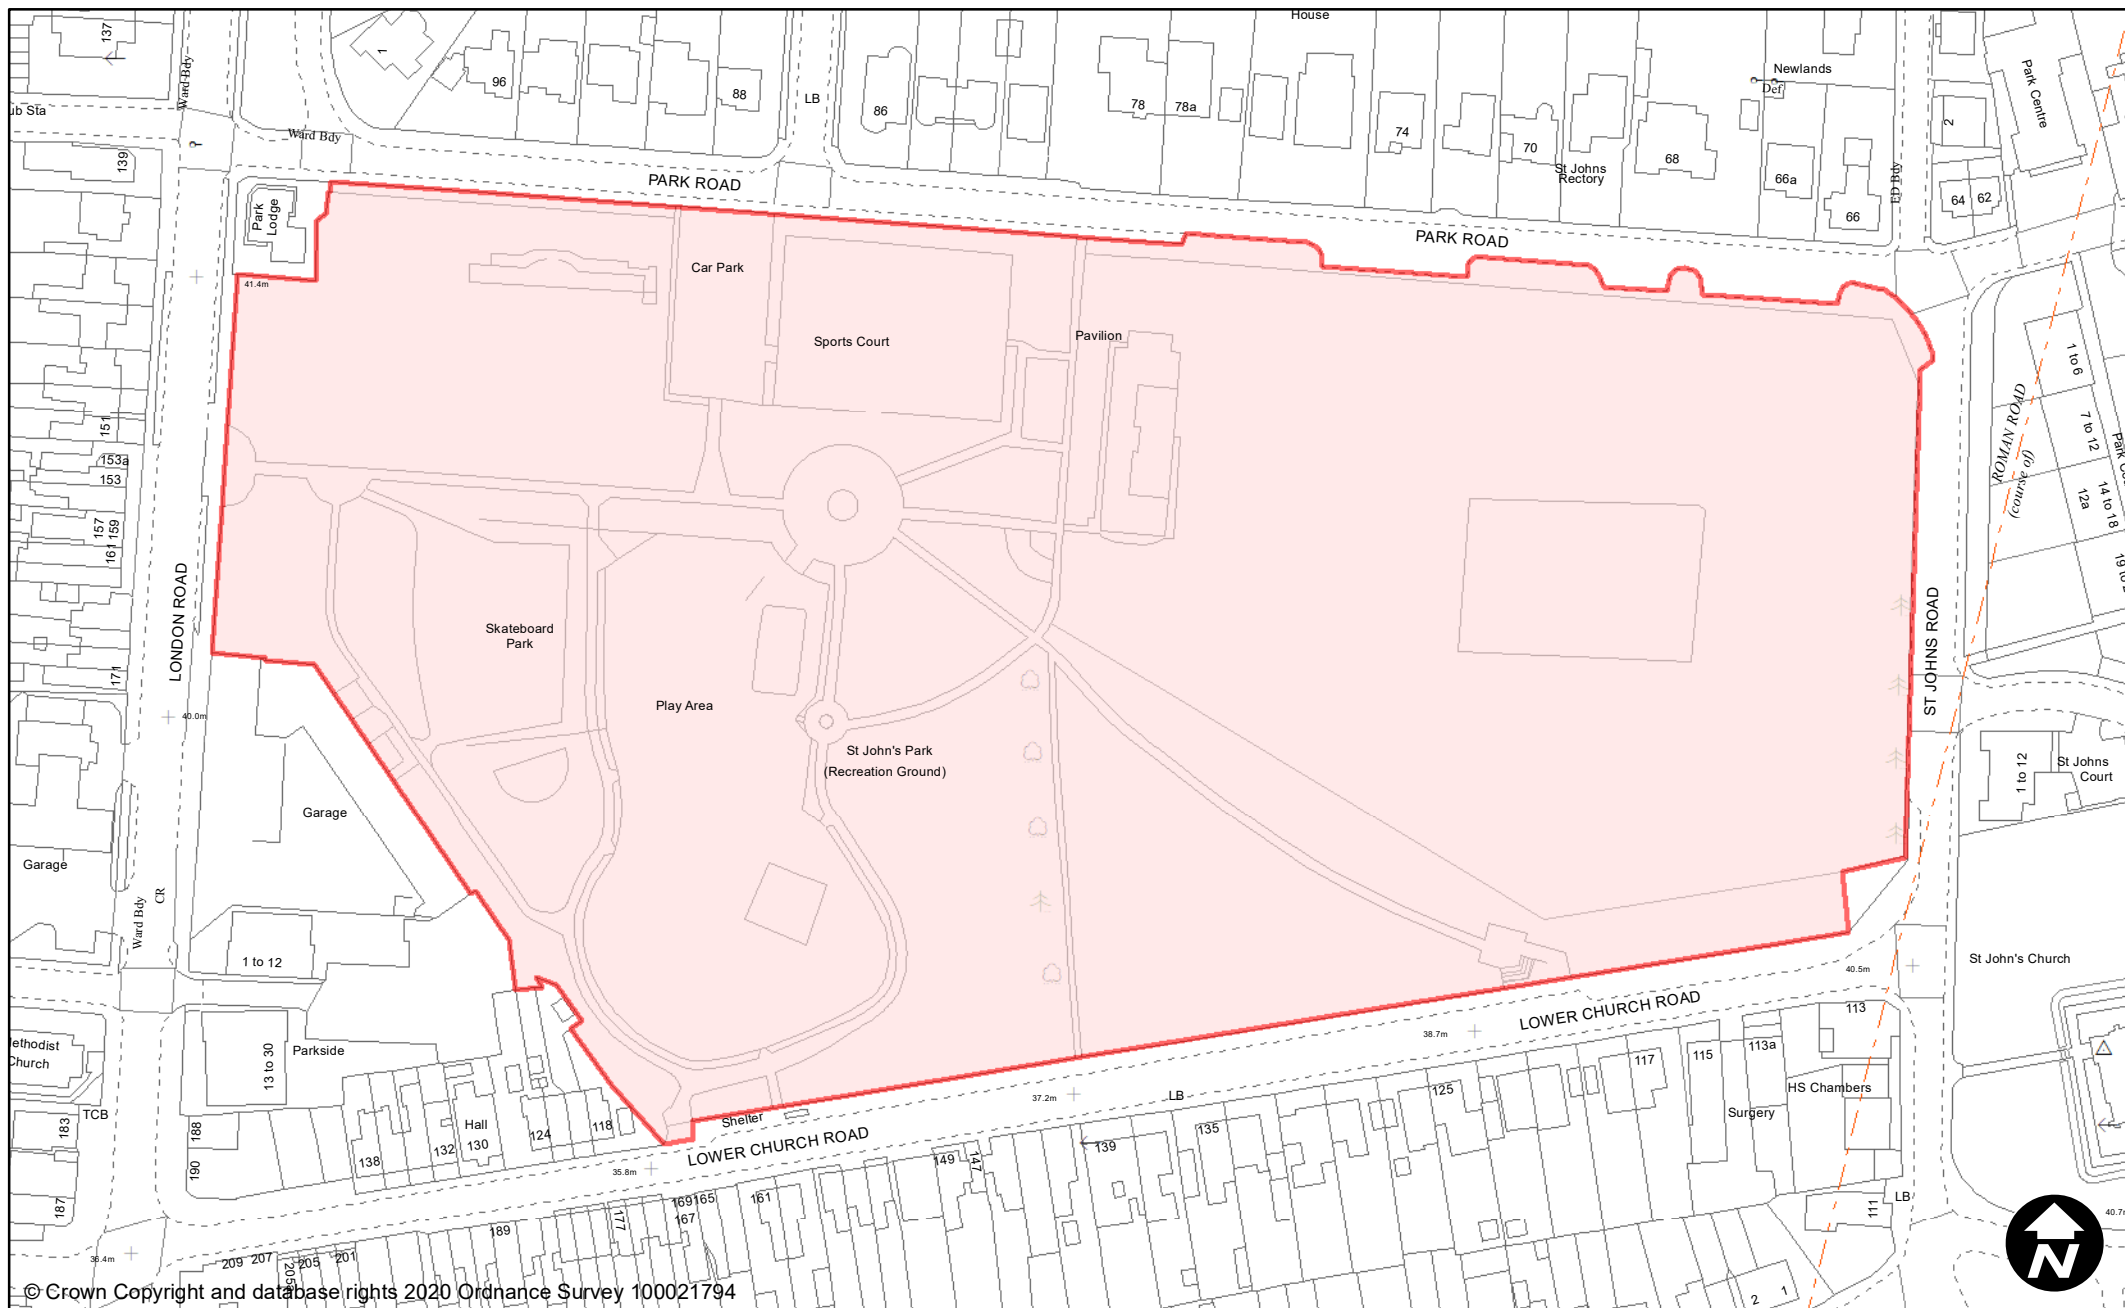 House
137
Ward Bdy
1
96
88
LB
86
78
78a
74
70
St Johns
Rectory
68
Newlands
Def
66a
66
ED Bdy
2
64
62
Park Centre
ub Sta
139
Ward Bdy
PARK ROAD
PARK ROAD
Park
Lodge
41.4m
Car Park
Sports Court
Pavilion
1 to 6
7 to 12
12a
14 to 18
ROMAN ROAD
(course of)
151
153a
153
157
159
161
171
LONDON ROAD
40.0m
Skateboard
Park
Play Area
St John's Park
(Recreation Ground)
ST JOHNS ROAD
1 to 12
St Johns
Court
Garage
Garage
Ward Bdy
CR
1 to 12
13 to 30
Parkside
St John's Church
40.5m
LOWER CHURCH ROAD
38.7m
37.2m
LB
113
113a
115
117
125
HS Chambers
Surgery
135
139
147
149
161
165
167
169
177
189
201
205
207
209
Shelter
LOWER CHURCH ROAD
35.8m
118
124
Hall
130
132
138
188
190
TCB
183
187
ethodist
Church
36.4m
111
LB
40.7
2
1
N
© Crown Copyright and database rights 2020 Ordnance Survey 100021794